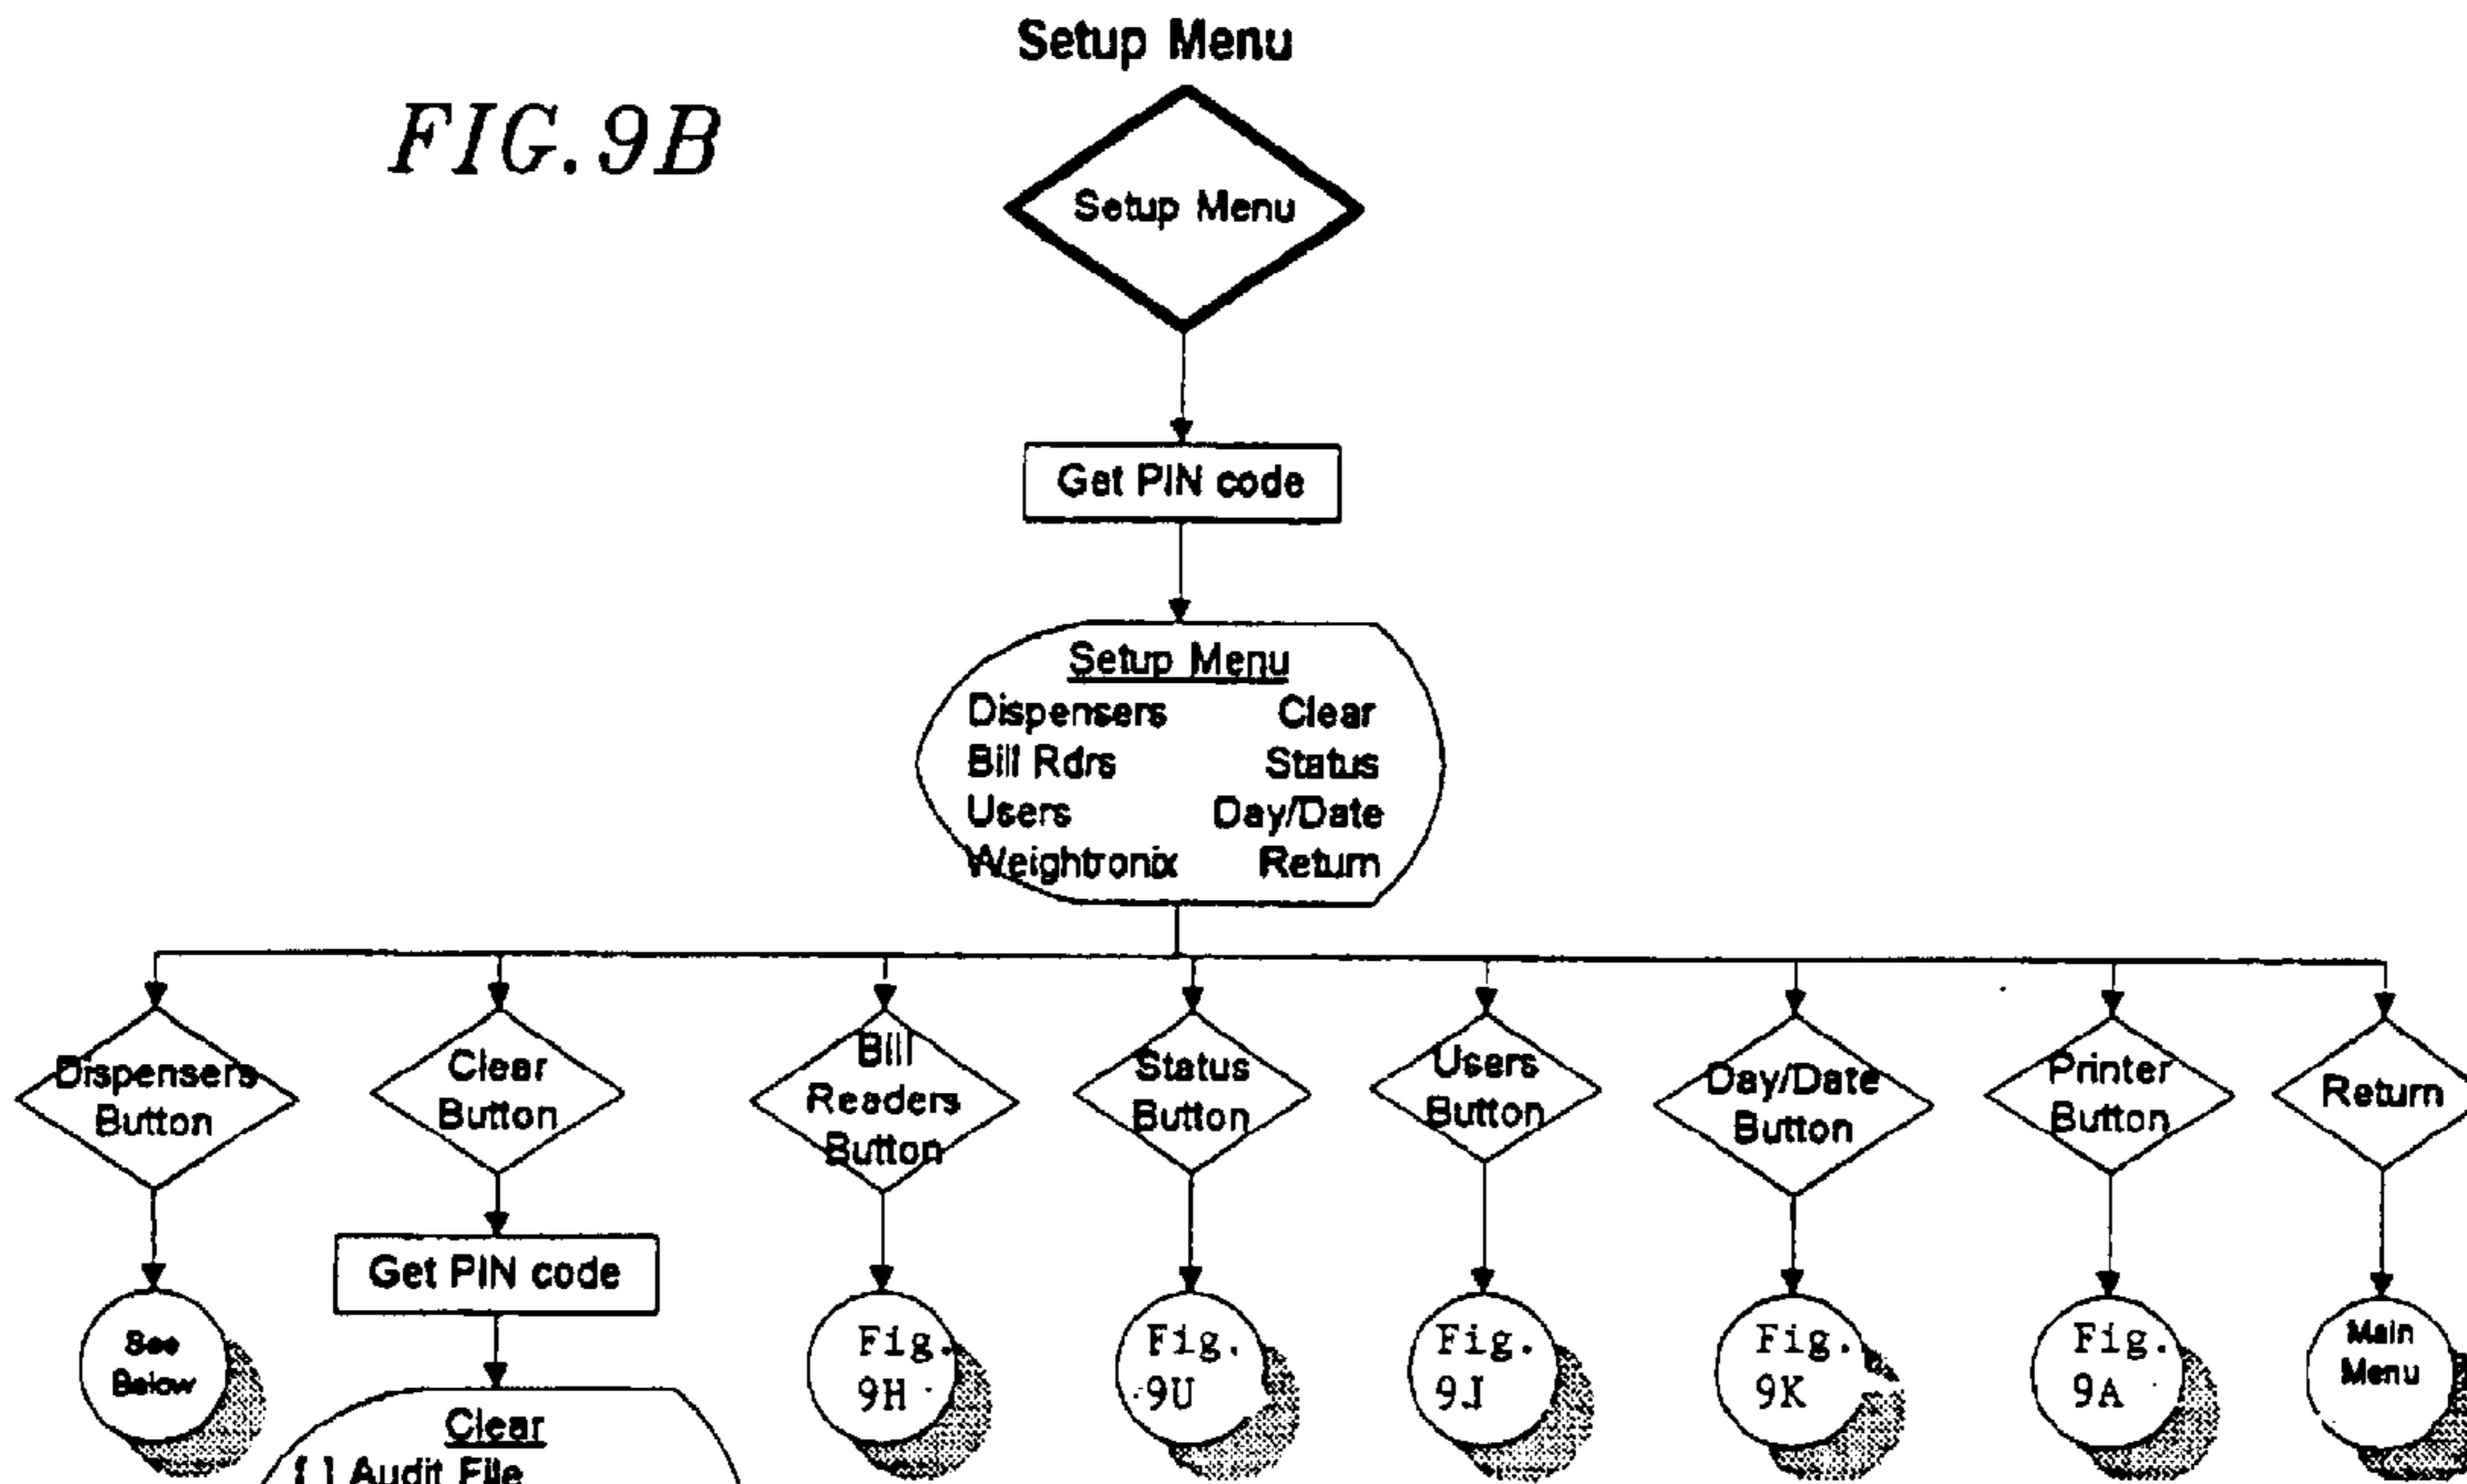 Setup Menu
FIG.9B
Setup Menu
Get PIN code
Setup Menu
Dispensers Clear
Bill Rdrs Status
Users Day/Date
Weightronix Return
Dispensers
Button
Clear
Button
Bill
Readers
Button
Status
Button
Users
Button
Day/Date
Button
Printer
Button
Return
See
Below
Get PIN code
Fig.
9H
Fig.
9U
Fig.
9J
Fig.
9K
Fig.
9A
Main
Menu
Clear
[ ] Audit File